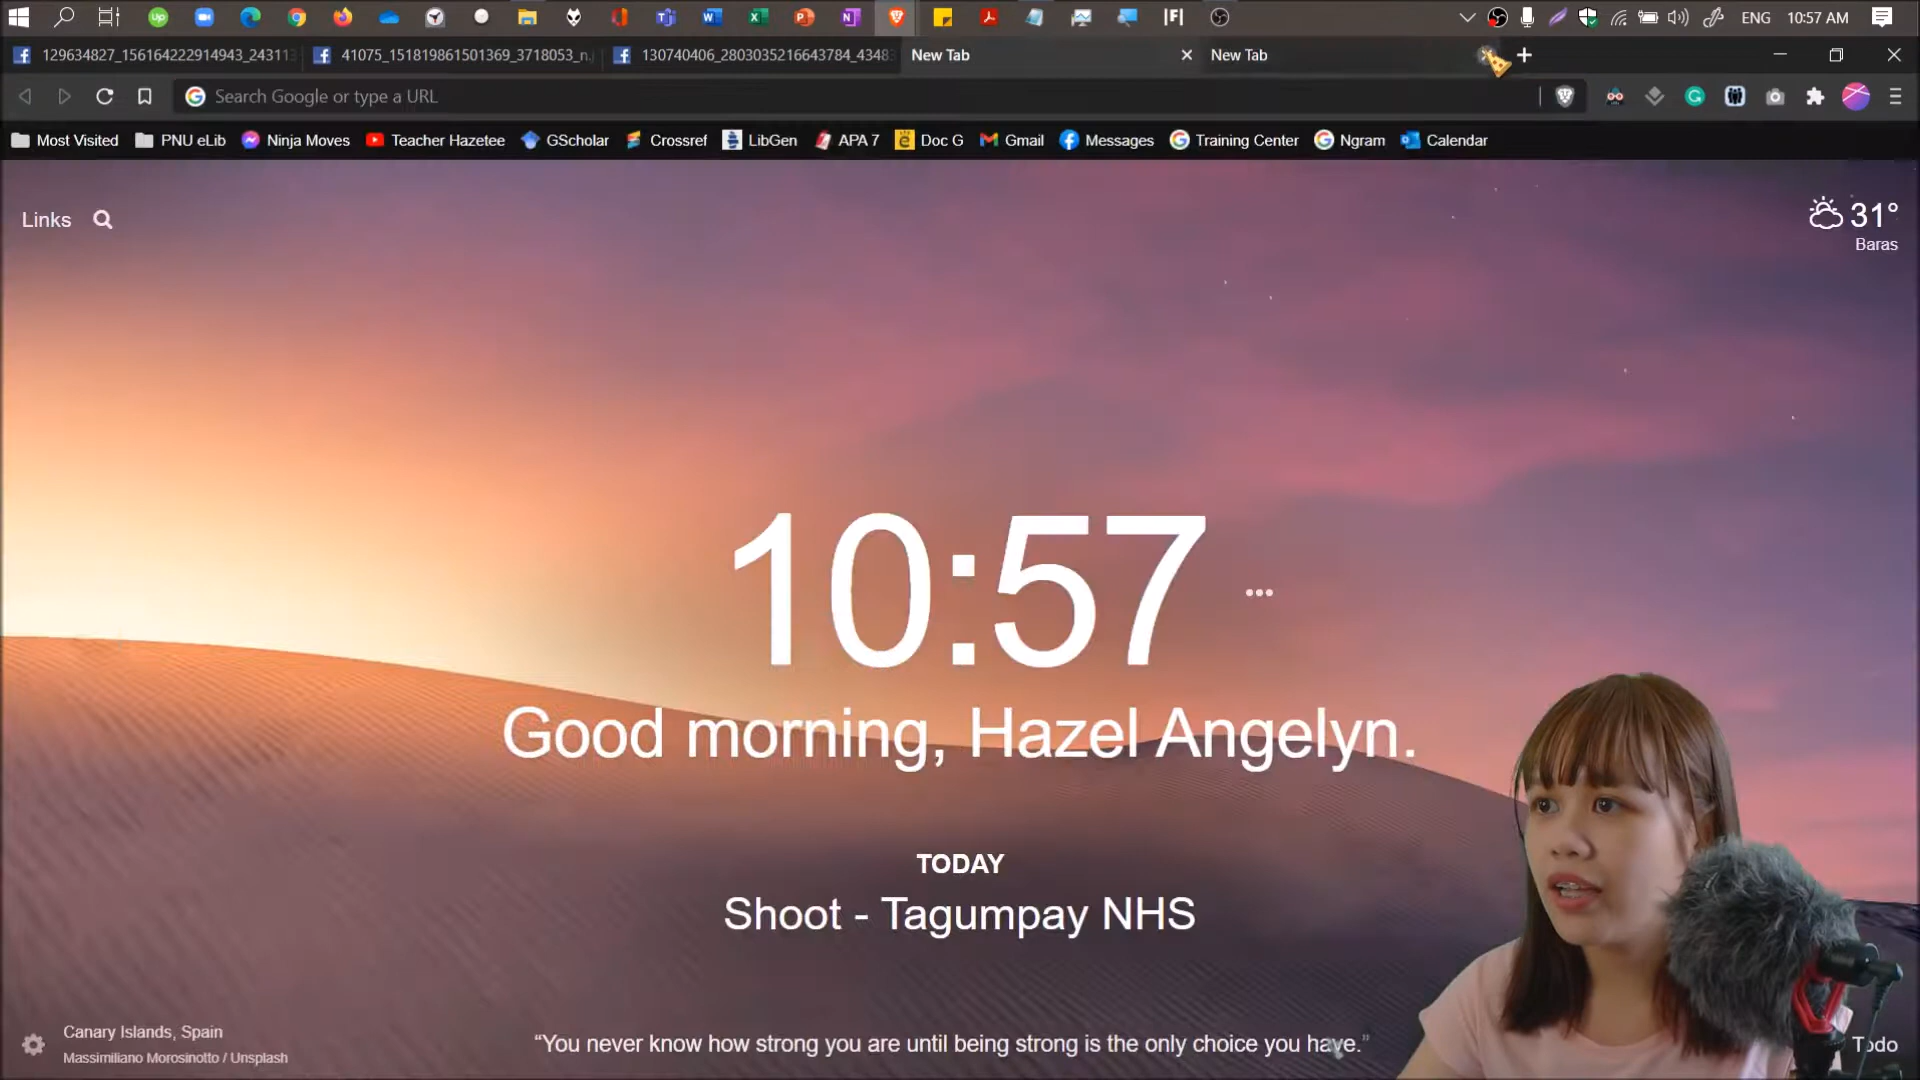 ENG 10:57 AM
129634827_156164222914943_24311
41075_151819861501369_3718053_n.j
130740406_2803035216643784_4348
New Tab
New Tab
Search Google or type a URL
Most Visited PNU eLib Ninja Moves Teacher Hazetee GScholar Crossref LibGen APA 7 Doc G Gmail Messages Training Center Ngram Calendar
Links
31°
Baras
10:57
Good morning, Hazel Angelyn.
TODAY
Shoot - Tagumpay NHS
Canary Islands, Spain
Massimiliano Morosinotto / Unsplash
“You never know how strong you are until being strong is the only choice you have.”
Todo